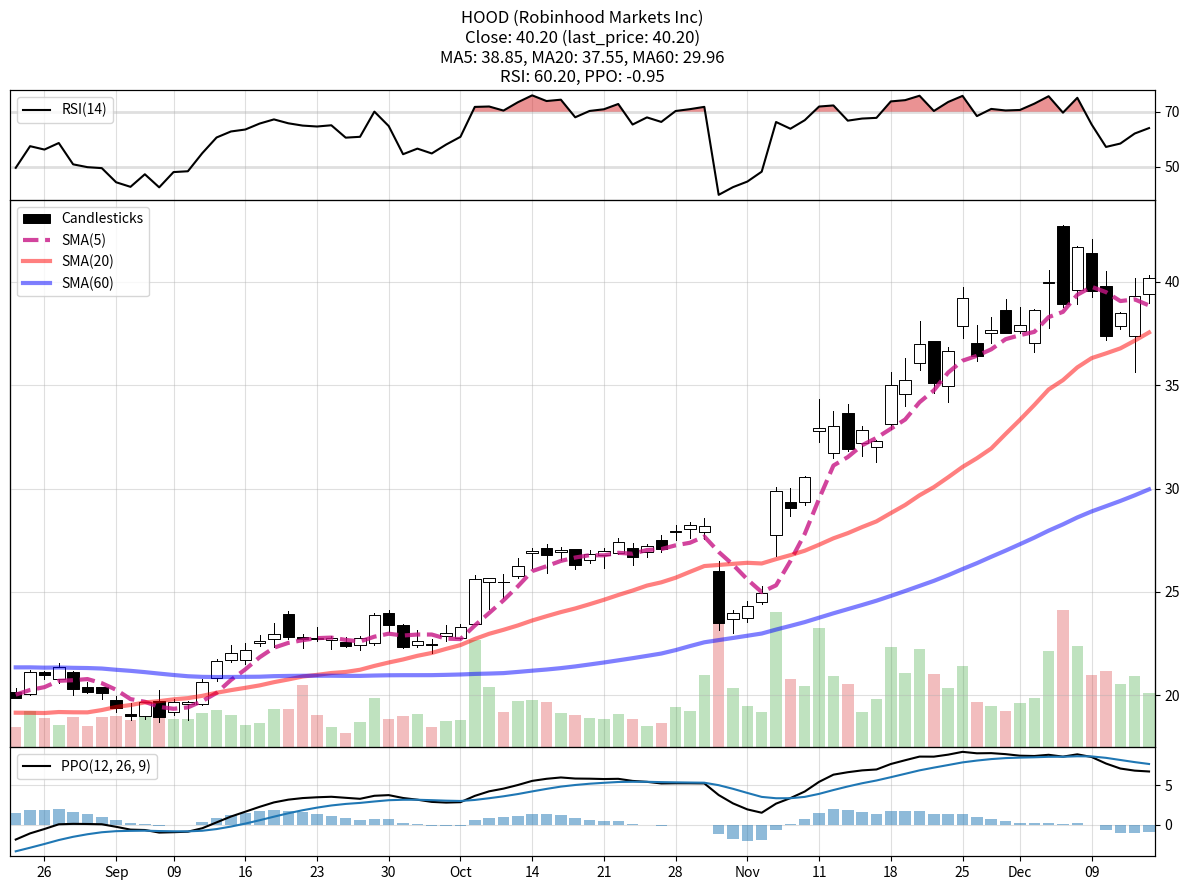 HOOD (Robinhood Markets Inc)
Close: 40.20 (last_price: 40.20)
MA5: 38.85, MA20: 37.55, MA60: 29.96
RSI: 60.20, PPO: -0.95
RSI(14)
70
50
Candlesticks
SMA(5)
SMA(20)
SMA(60)
40
35
30
25
20
PPO(12, 26, 9)
5
0
26 Sep 09 16 23 30 Oct 14 21 28 Nov 11 18 25 Dec 09